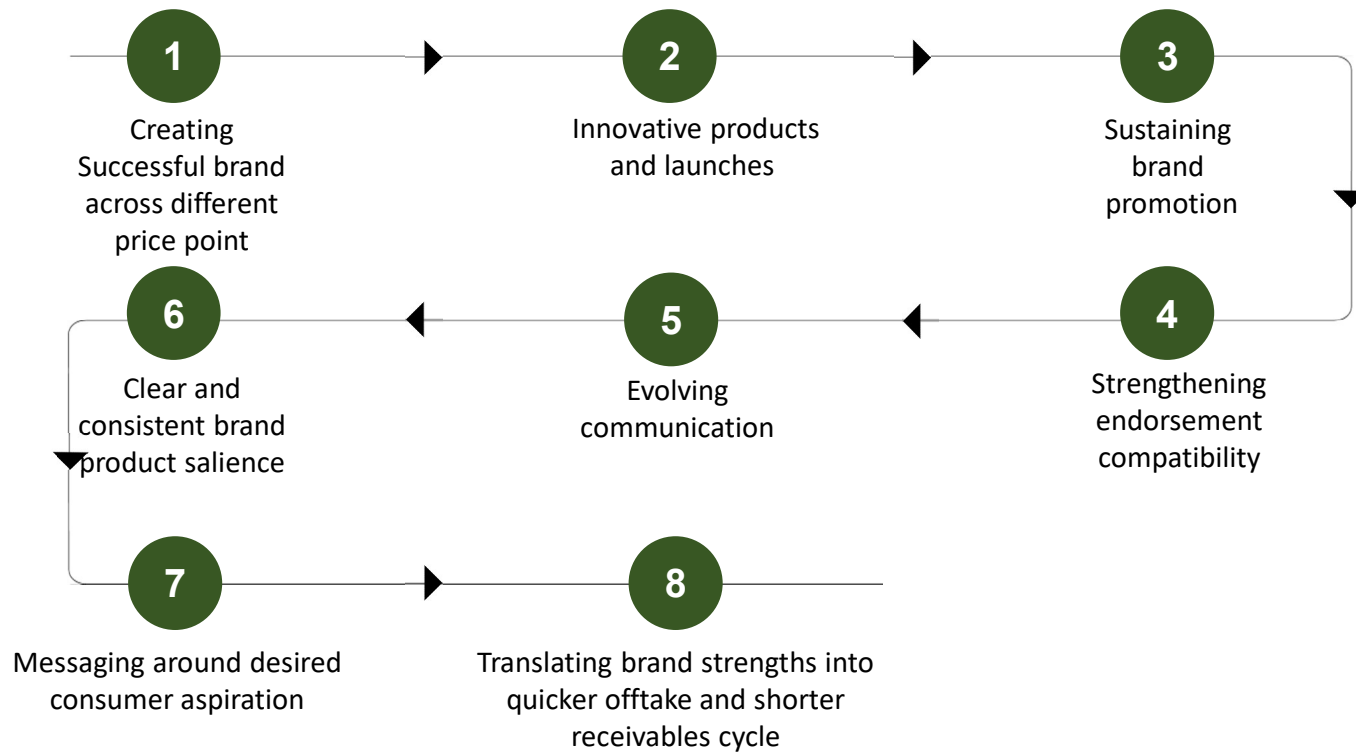 1
Creating
Successful brand
across different
price point
2
Innovative products
and launches
3
Sustaining
brand
promotion
4
Strengthening
endorsement
compatibility
5
Evolving
communication
6
Clear and
consistent brand
product salience
7
Messaging around desired
consumer aspiration
8
Translating brand strengths into
quicker offtake and shorter
receivables cycle